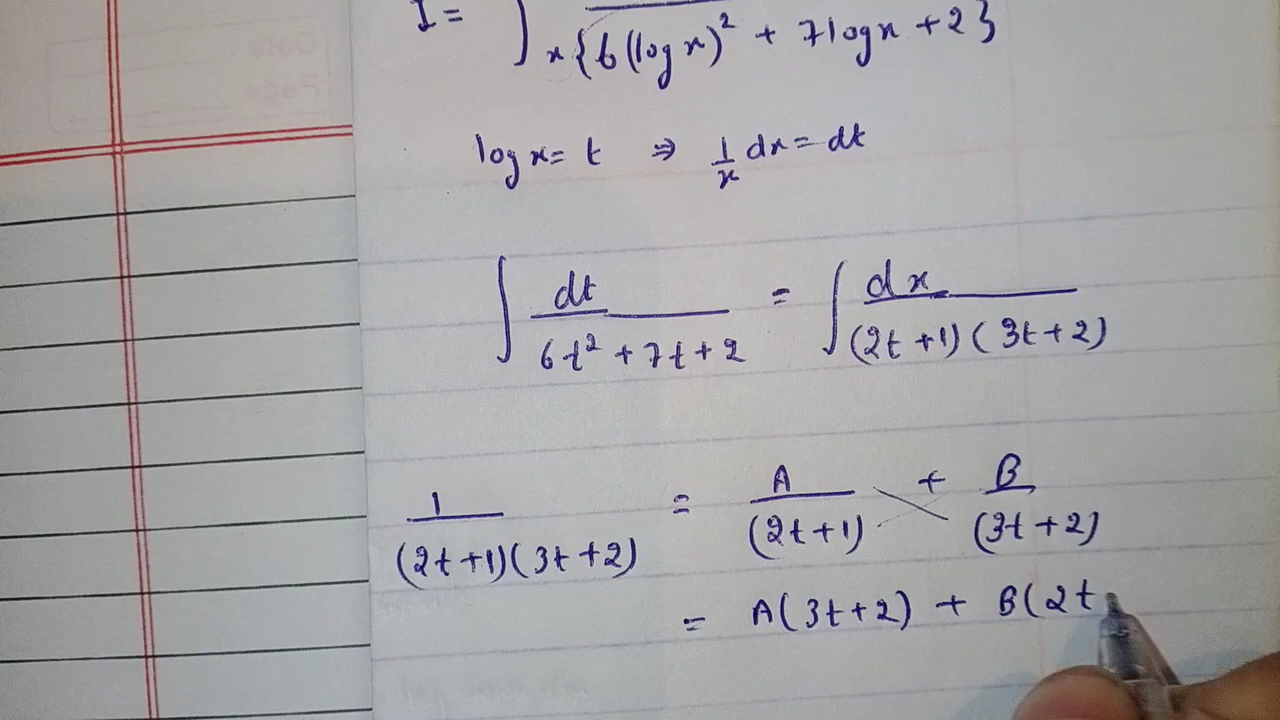 I = ∫ x{6(log x)² + 7 log x + 2}
log x = t ⇒ 1/x dx = dt
∫ dt/(6t² + 7t + 2) = ∫ dx/((2t+1)(3t+2))
1/((2t+1)(3t+2)) = A/(2t+1) + B/(3t+2)
= A(3t+2) + B(2t